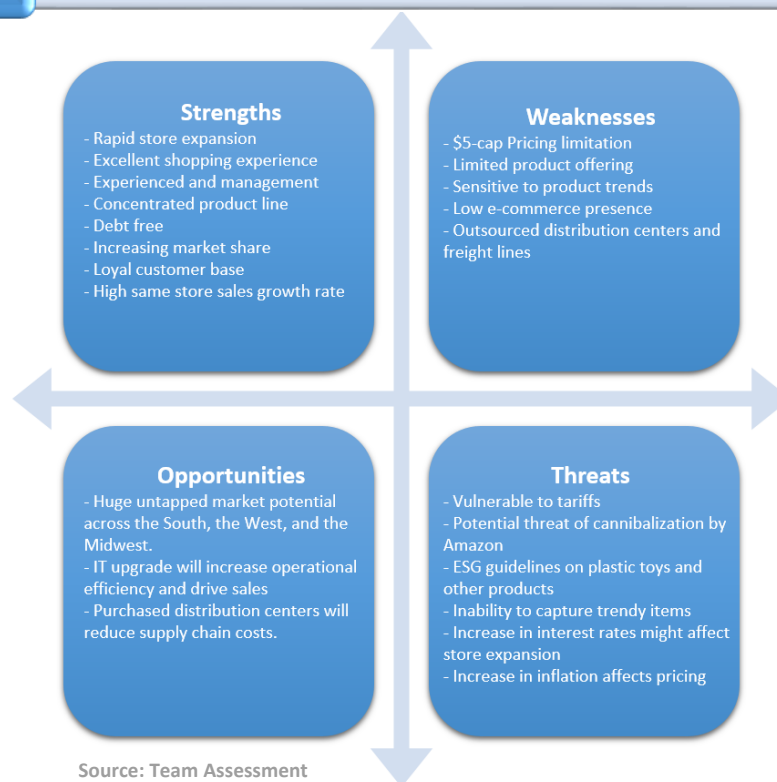 Strengths
- Rapid store expansion
- Excellent shopping experience
- Experienced and management
- Concentrated product line
- Debt free
- Increasing market share
- Loyal customer base
- High same store sales growth rate
Weaknesses
- $5-cap Pricing limitation
- Limited product offering
- Sensitive to product trends
- Low e-commerce presence
- Outsourced distribution centers and
freight lines
Opportunities
- Huge untapped market potential
across the South, the West, and the
Midwest.
- IT upgrade will increase operational
efficiency and drive sales
- Purchased distribution centers will
reduce supply chain costs.
Threats
- Vulnerable to tariffs
- Potential threat of cannibalization by
Amazon
- ESG guidelines on plastic toys and
other products
- Inability to capture trendy items
- Increase in interest rates might affect
store expansion
- Increase in inflation affects pricing
Source: Team Assessment